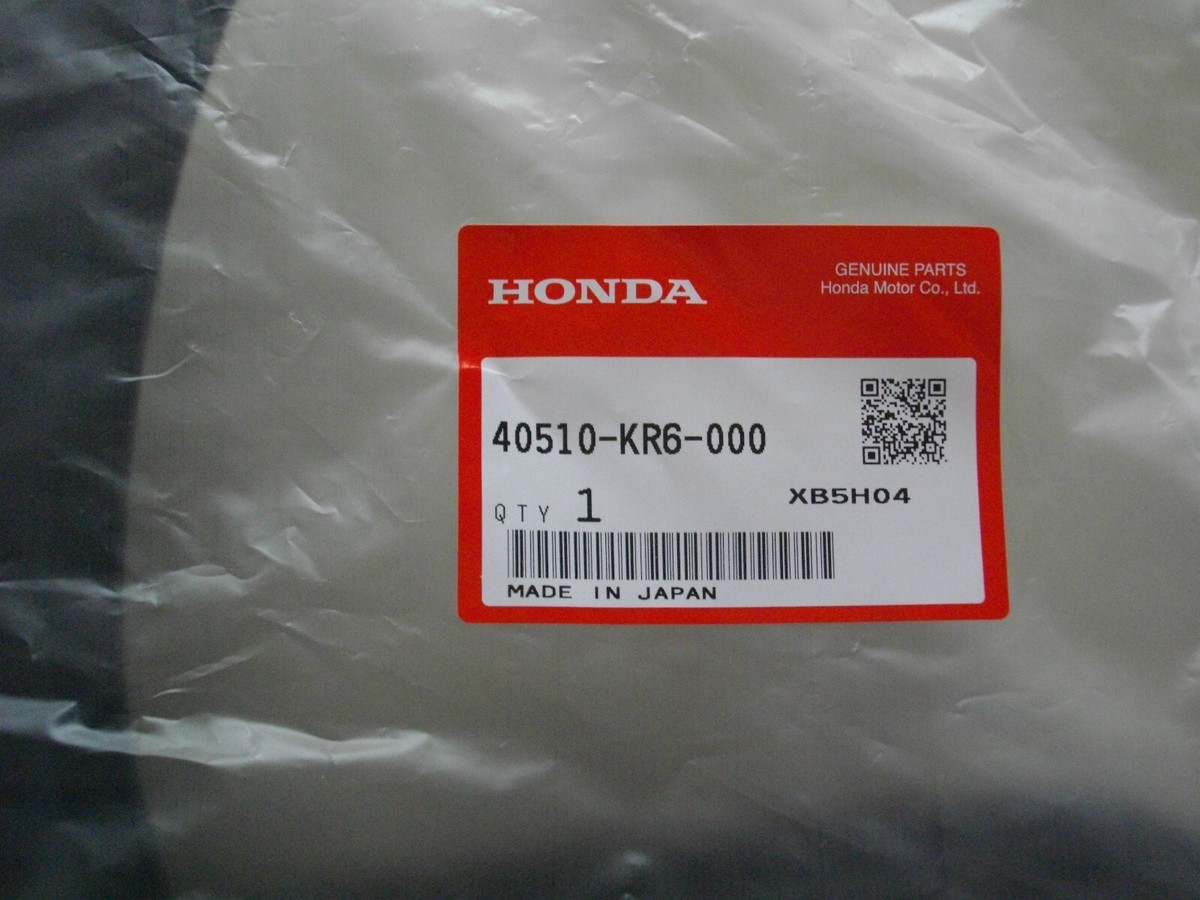 HONDA
GENUINE PARTS
Honda Motor Co., Ltd.
40510-KR6-000
XB5H04
QTY 1
MADE IN JAPAN